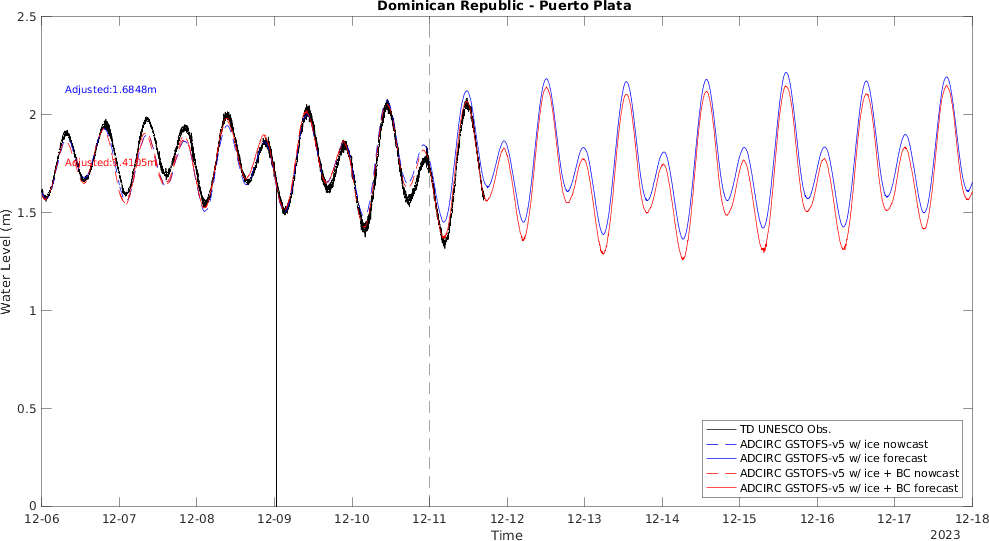 Dominican Republic - Puerto Plata
2.5
2
1.5
1
0.5
0
Water Level (m)
Adjusted:1.6848m
Adjusted:1.4105m
TD UNESCO Obs.
ADCIRC GSTOFS-v5 w/ ice nowcast
ADCIRC GSTOFS-v5 w/ ice forecast
ADCIRC GSTOFS-v5 w/ ice + BC nowcast
ADCIRC GSTOFS-v5 w/ ice + BC forecast
12-06 12-07 12-08 12-09 12-10 12-11 12-12 12-13 12-14 12-15 12-16 12-17 12-18
Time
2023